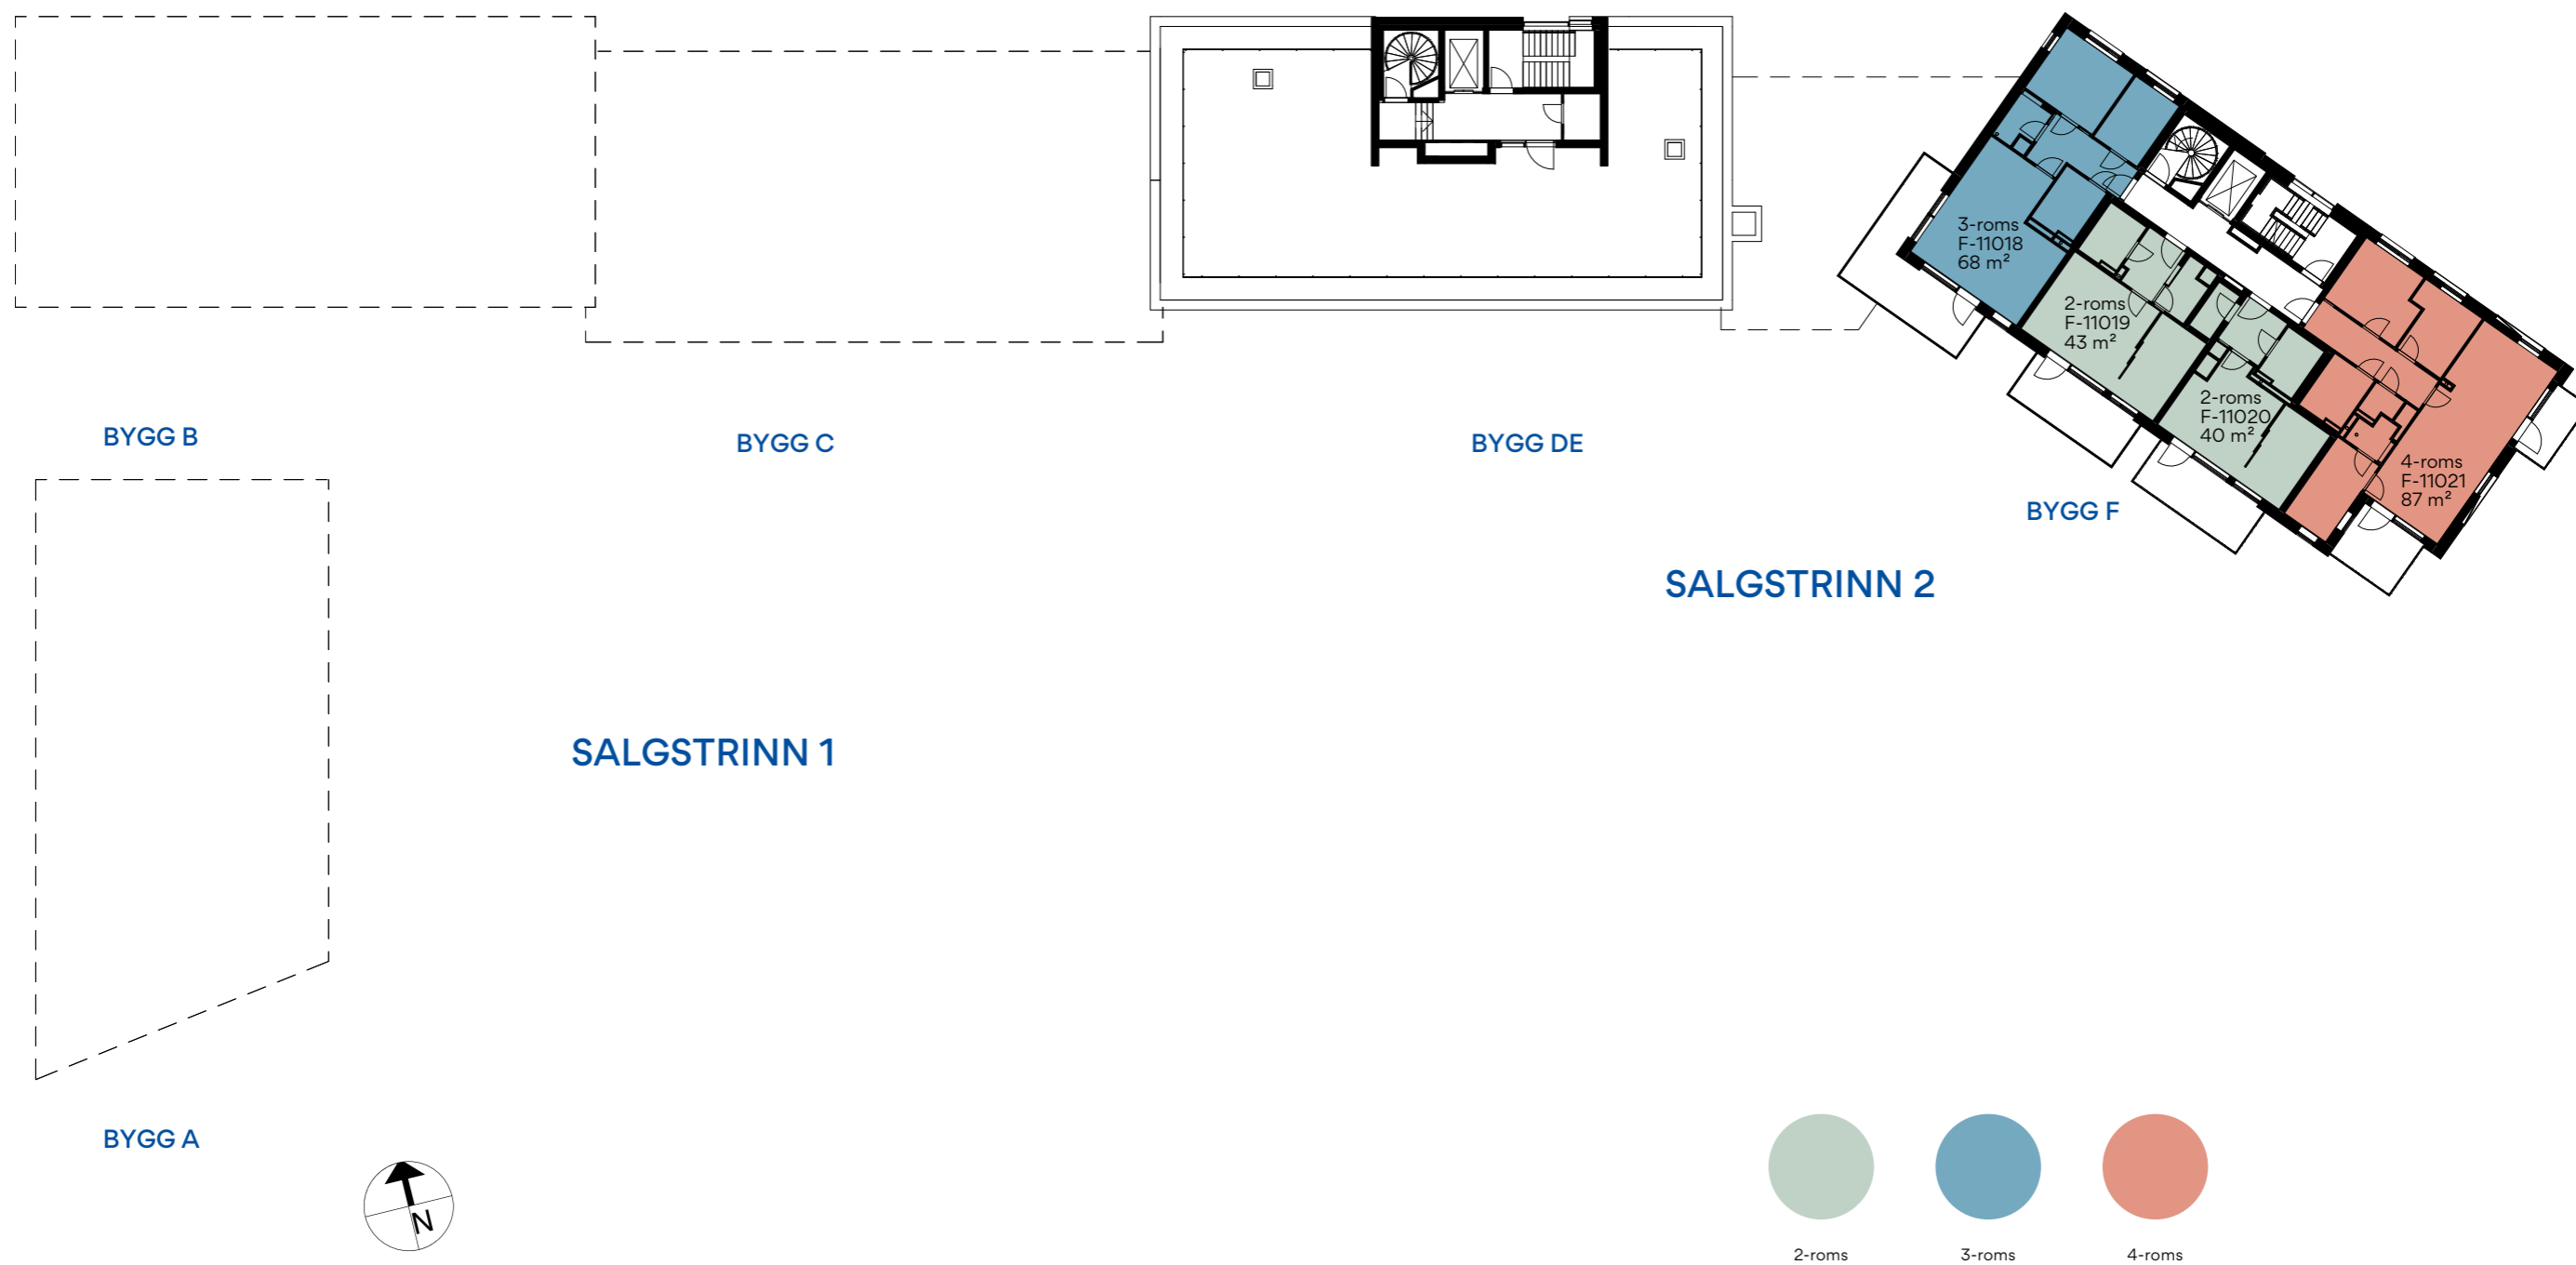 3-roms
F-11018
68 m²
2-roms
F-11019
43 m²
2-roms
F-11020
40 m²
4-roms
F-11021
87 m²
BYGG B
BYGG C
BYGG DE
BYGG F
SALGSTRINN 2
SALGSTRINN 1
BYGG A
N
2-roms
3-roms
4-roms